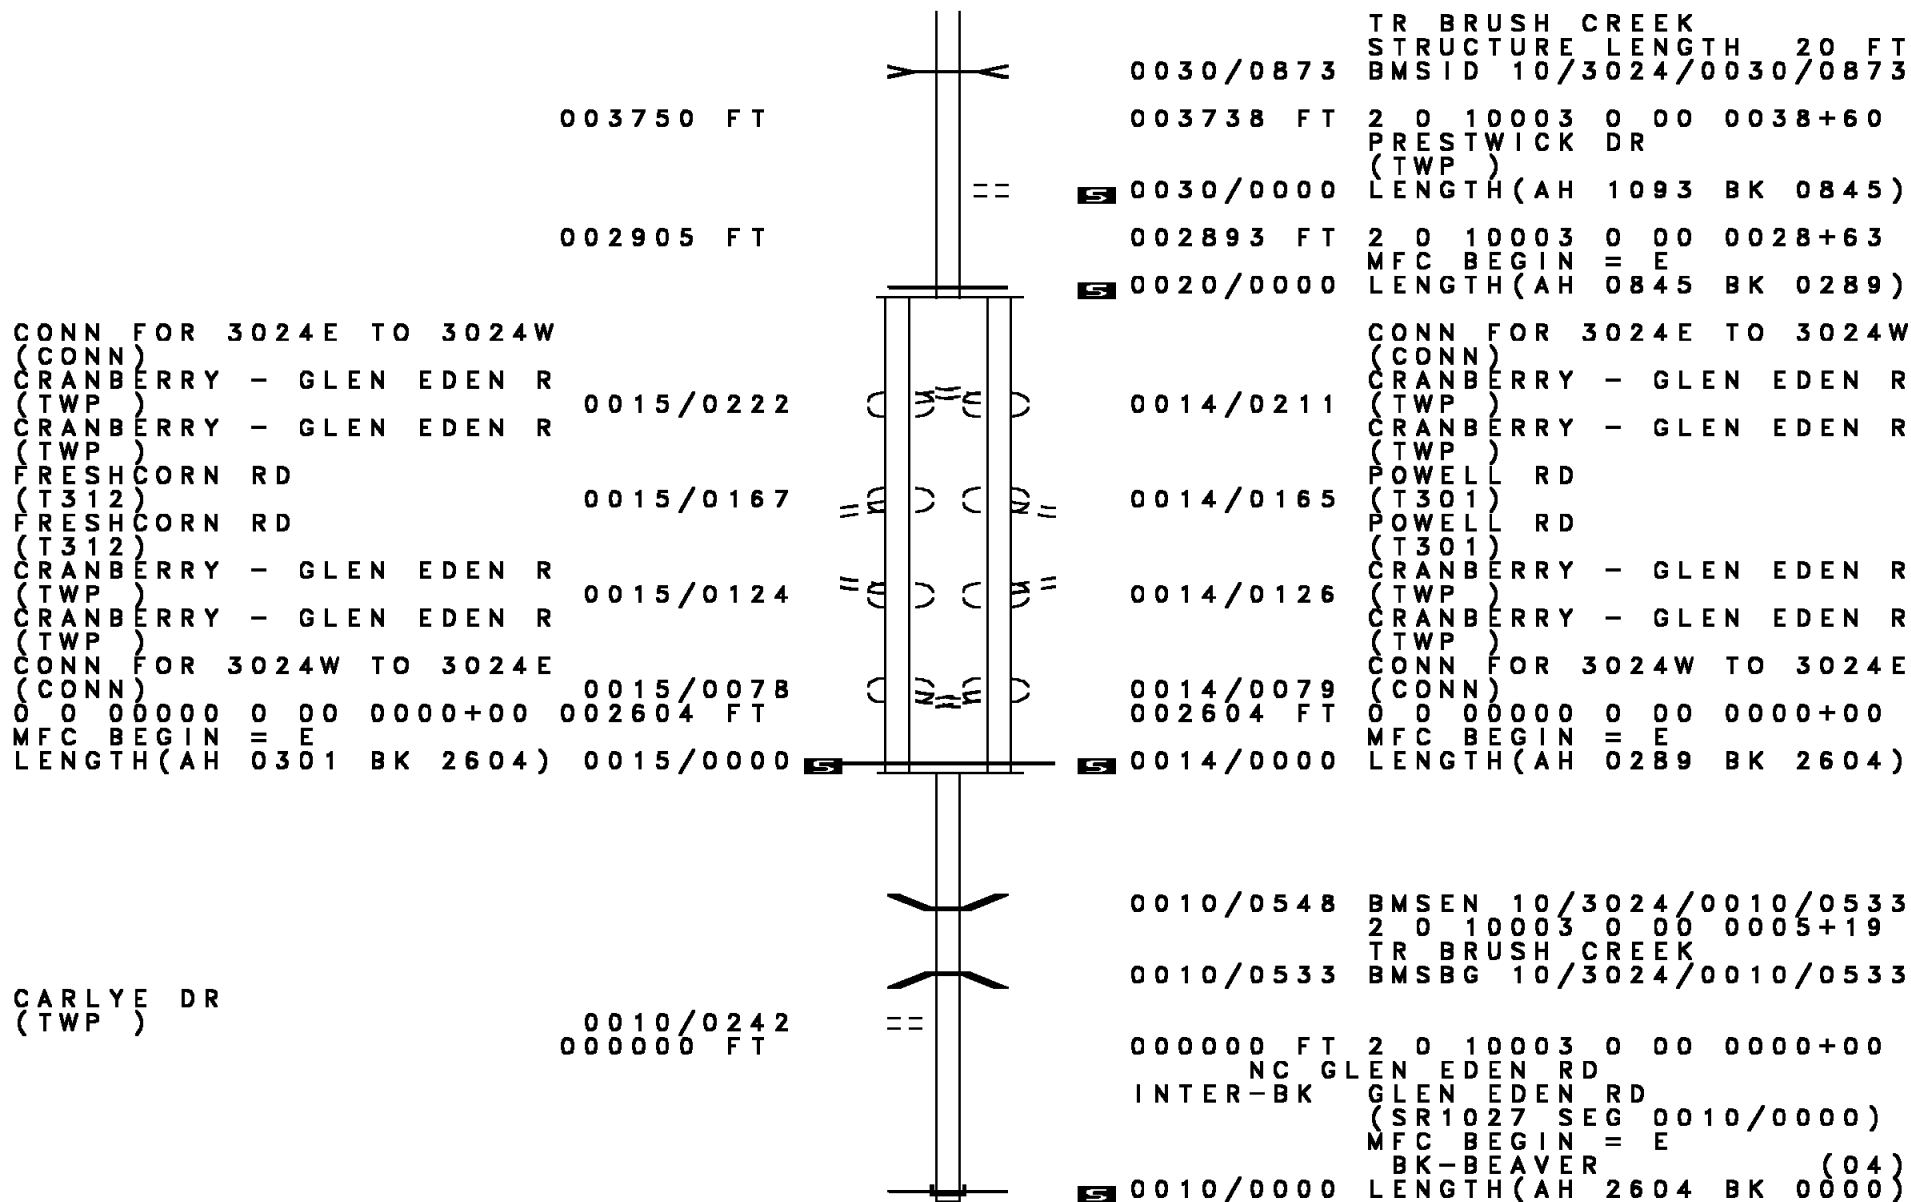 TR BRUSH CREEK
STRUCTURE LENGTH 20 FT
0030/0873 BMSID 10/3024/0030/0873
003750 FT 003738 FT 2 0 10003 0 00 0038+60
PRESTWICK DR
(TWP )
S 0030/0000 LENGTH(AH 1093 BK 0845)
002905 FT 002893 FT 2 0 10003 0 00 0028+63
MFC BEGIN = E
S 0020/0000 LENGTH(AH 0845 BK 0289)
CONN FOR 3024E TO 3024W CONN FOR 3024E TO 3024W
(CONN) (CONN)
CRANBERRY - GLEN EDEN R CRANBERRY - GLEN EDEN R
(TWP ) 0015/0222 0014/0211 (TWP )
CRANBERRY - GLEN EDEN R CRANBERRY - GLEN EDEN R
(TWP ) (TWP )
FRESHCORN RD POWELL RD
(T312) 0015/0167 0014/0165 (T301)
FRESHCORN RD POWELL RD
(T312) (T301)
CRANBERRY - GLEN EDEN R CRANBERRY - GLEN EDEN R
(TWP ) 0015/0124 0014/0126 (TWP )
CRANBERRY - GLEN EDEN R CRANBERRY - GLEN EDEN R
(TWP ) (TWP )
CONN FOR 3024W TO 3024E CONN FOR 3024W TO 3024E
(CONN) 0015/0078 0014/0079 (CONN)
0 0 00000 0 00 0000+00 002604 FT 002604 FT 0 0 00000 0 00 0000+00
MFC BEGIN = E MFC BEGIN = E
LENGTH(AH 0301 BK 2604) 0015/0000 S S 0014/0000 LENGTH(AH 0289 BK 2604)
0010/0548 BMSEN 10/3024/0010/0533
2 0 10003 0 00 0005+19
TR BRUSH CREEK
0010/0533 BMSBG 10/3024/0010/0533
CARLYE DR
(TWP ) 0010/0242
000000 FT 000000 FT 2 0 10003 0 00 0000+00
NC GLEN EDEN RD
INTER-BK GLEN EDEN RD
(SR1027 SEG 0010/0000)
MFC BEGIN = E
BK-BEAVER (04)
S 0010/0000 LENGTH(AH 2604 BK 0000)